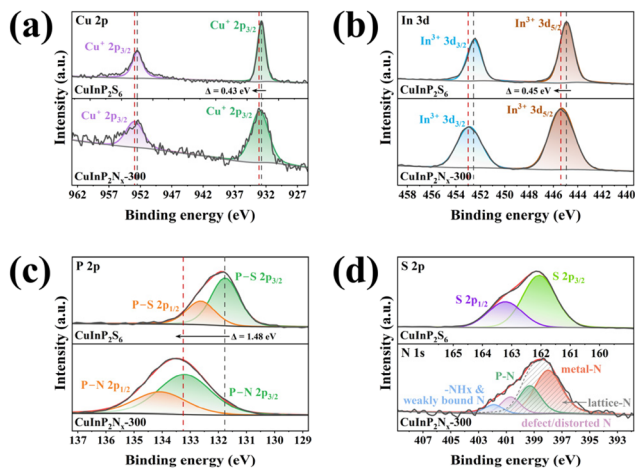 (a)
Cu 2p
Cu⁺ 2p₃/₂
Cu⁺ 2p₃/₂
Δ = 0.43 eV
CuInP₂S₆
Cu⁺ 2p₃/₂
Cu⁺ 2p₃/₂
CuInP₂Nₓ-300
962 957 952 947 942 937 932 927
Binding energy (eV)
Intensity (a.u.)
(b)
In 3d
In³⁺ 3d₃/₂
In³⁺ 3d₅/₂
Δ = 0.45 eV
CuInP₂S₆
In³⁺ 3d₃/₂
In³⁺ 3d₅/₂
CuInP₂Nₓ-300
458 456 454 452 450 448 446 444 442 440
Binding energy (eV)
Intensity (a.u.)
(c)
P 2p
P−S 2p₃/₂
P−S 2p₁/₂
CuInP₂S₆
Δ = 1.48 eV
P−N 2p₁/₂
P−N 2p₃/₂
CuInP₂Nₓ-300
137 136 135 134 133 132 131 130 129
Binding energy (eV)
Intensity (a.u.)
(d)
S 2p
S 2p₃/₂
S 2p₁/₂
CuInP₂S₆
165 164 163 162 161 160
N 1s
metal-N
P-N
-NHx &
weakly bound N
lattice-N
defect/distorted N
CuInP₂Nₓ-300
407 405 403 401 399 397 395 393
Binding energy (eV)
Intensity (a.u.)